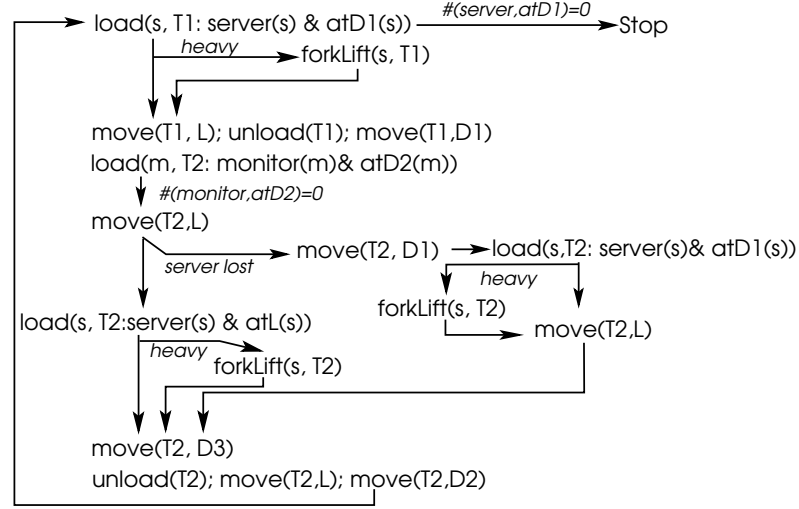 load(s, T1: server(s) & atD1(s))
#(server,atD1)=0
Stop
heavy
forkLift(s, T1)
move(T1, L); unload(T1); move(T1,D1)
load(m, T2: monitor(m)& atD2(m))
#(monitor,atD2)=0
move(T2,L)
server lost
move(T2, D1)
load(s,T2: server(s)& atD1(s))
heavy
forkLift(s, T2)
move(T2,L)
load(s, T2:server(s) & atL(s))
heavy
forkLift(s, T2)
move(T2, D3)
unload(T2); move(T2,L); move(T2,D2)